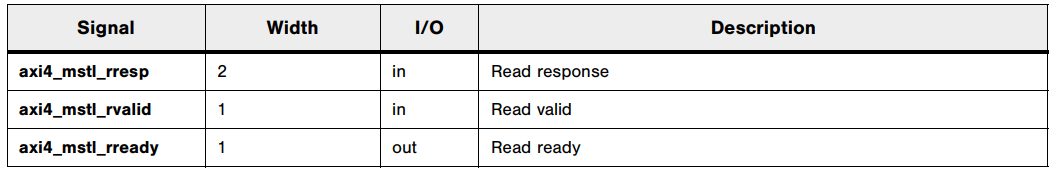 Signal Width I/O Description
axi4_mstl_rresp 2 in Read response
axi4_mstl_rvalid 1 in Read valid
axi4_mstl_rready 1 out Read ready